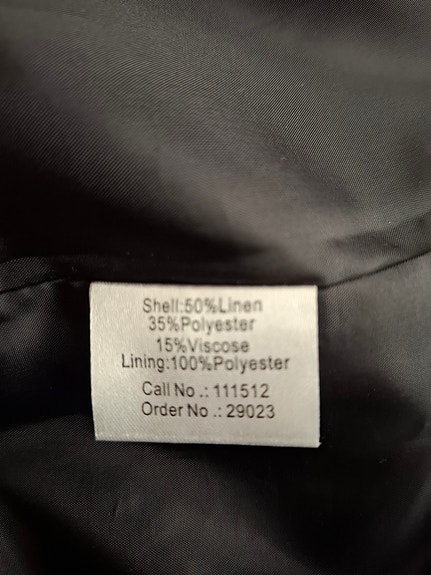 Shell:50%Linen
35%Polyester
15%Viscose
Lining:100%Polyester
Call No .: 111512
Order No .: 29023